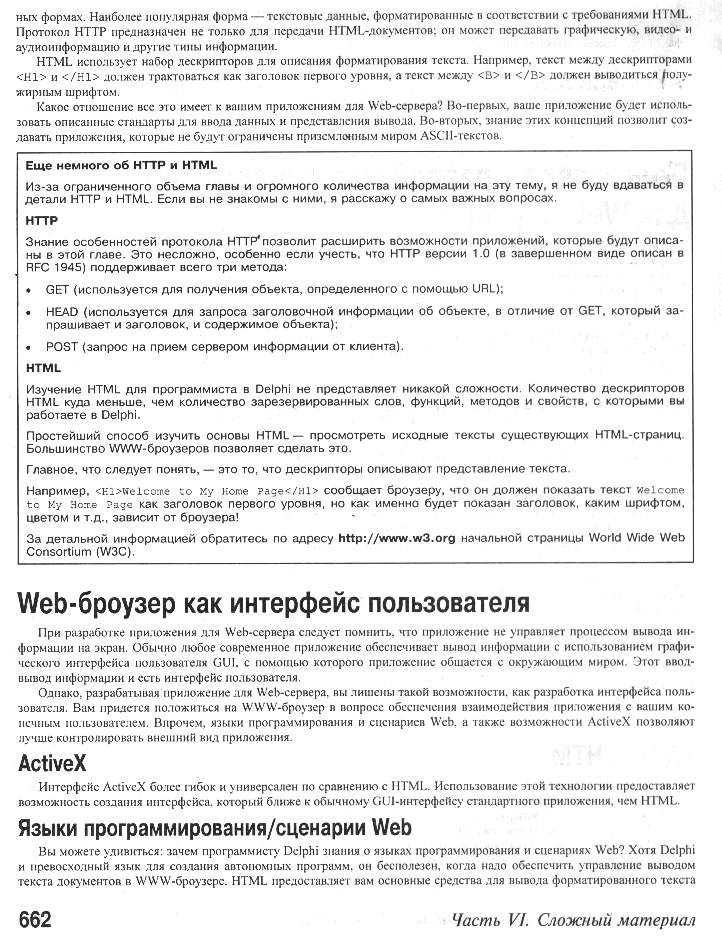 ных формах. Наиболее популярная форма — текстовые данные, форматированные в соответствии с требованиями HTML.
Протокол HTTP предназначен не только для передачи HTML-документов; он может передавать графическую, видео- и
аудиоинформацию и другие типы информации.
HTML использует набор дескрипторов для описания форматирования текста. Например, текст между дескрипторами
<H1> и </H1> должен трактоваться как заголовок первого уровня, а текст между <B> и </B> должен выводиться полу-
жирным шрифтом.
Какое отношение все это имеет к вашим приложениям для Web-сервера? Во-первых, ваше приложение будет исполь-
зовать описанные стандарты для ввода данных и представления вывода. Во-вторых, знание этих концепций позволит соз-
давать приложения, которые не будут ограничены приземленным миром ASCII-текстов.
Еще немного об HTTP и HTML
Из-за ограниченного объема главы и огромного количества информации на эту тему, я не буду вдаваться в
детали HTTP и HTML. Если вы не знакомы с ними, я расскажу о самых важных вопросах.
HTTP
Знание особенностей протокола HTTP позволит расширить возможности приложений, которые будут описа-
ны в этой главе. Это несложно, особенно если учесть, что HTTP версии 1.0 (в завершенном виде описан в
RFC 1945) поддерживает всего три метода:
• GET (используется для получения объекта, определенного с помощью URL);
• HEAD (используется для запроса заголовочной информации об объекте, в отличие от GET, который за-
прашивает и заголовок, и содержимое объекта);
• POST (запрос на прием сервером информации от клиента).
HTML
Изучение HTML для программиста в Delphi не представляет никакой сложности. Количество дескрипторов
HTML куда меньше, чем количество зарезервированных слов, функций, методов и свойств, с которыми вы
работаете в Delphi.
Простейший способ изучить основы HTML — просмотреть исходные тексты существующих HTML-страниц.
Большинство WWW-броузеров позволяет сделать это.
Главное, что следует понять, — это то, что дескрипторы описывают представление текста.
Например, <H1>Welcome to My Home Page</H1> сообщает броузеру, что он должен показать текст Welcome
to My Home Page как заголовок первого уровня, но как именно будет показан заголовок, каким шрифтом,
цветом и т.д., зависит от броузера!
За детальной информацией обратитесь по адресу http://www.w3.org начальной страницы World Wide Web
Consortium (W3C).
Web-броузер как интерфейс пользователя
При разработке приложения для Web-сервера следует помнить, что приложение не управляет процессом вывода ин-
формации на экран. Обычно любое современное приложение обеспечивает вывод информации с использованием графи-
ческого интерфейса пользователя GUI, с помощью которого приложение общается с окружающим миром. Этот ввод-
вывод информации и есть интерфейс пользователя.
Однако, разрабатывая приложение для Web-сервера, вы лишены такой возможности, как разработка интерфейса поль-
зователя. Вам придется положиться на WWW-броузер в вопросе обеспечения взаимодействия приложения с вашим ко-
нечным пользователем. Впрочем, языки программирования и сценариев Web, а также возможности ActiveX позволяют
лучше контролировать внешний вид приложения.
ActiveX
Интерфейс ActiveX более гибок и универсален по сравнению с HTML. Использование этой технологии предоставляет
возможность создания интерфейса, который ближе к обычному GUI-интерфейсу стандартного приложения, чем HTML.
Языки программирования/сценарии Web
Вы можете удивиться: зачем программисту Delphi знания о языках программирования и сценариях Web? Хотя Delphi
и превосходный язык для создания автономных программ, он бесполезен, когда надо обеспечить управление выводом
текста документов в WWW-броузере. HTML предоставляет вам основные средства для вывода форматированного текста
662
Часть VI. Сложный материал